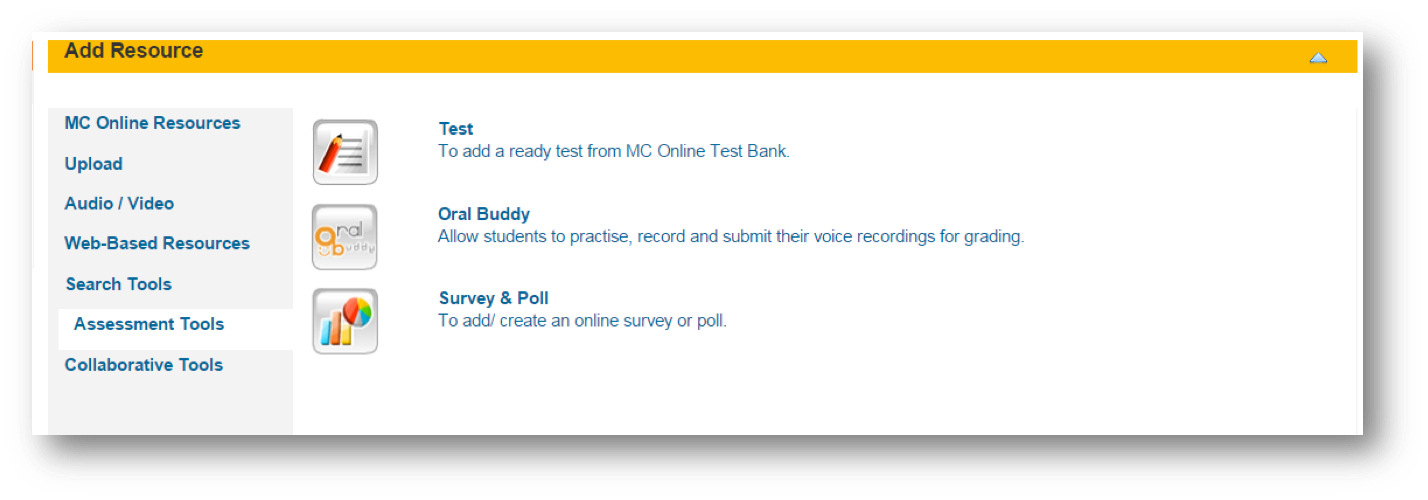 Add Resource
MC Online Resources
Upload
Audio / Video
Web-Based Resources
Search Tools
Assessment Tools
Collaborative Tools
Test
To add a ready test from MC Online Test Bank.
oral
buddy
Oral Buddy
Allow students to practise, record and submit their voice recordings for grading.
Survey & Poll
To add/ create an online survey or poll.